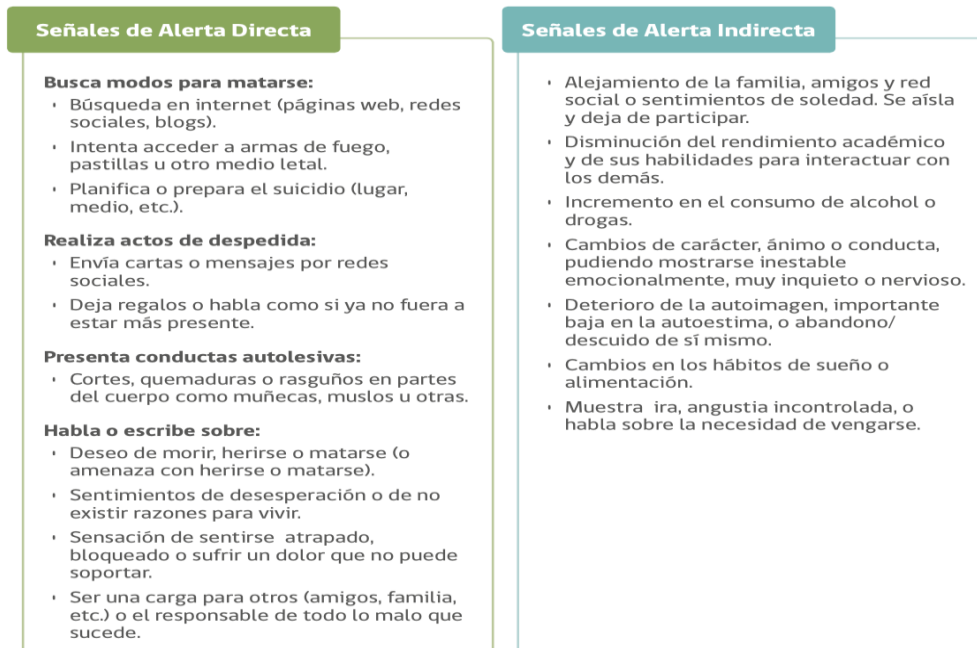 Señales de Alerta Directa
Busca modos para matarse:
• Búsqueda en internet (páginas web, redes
sociales, blogs).
• Intenta acceder a armas de fuego,
pastillas u otro medio letal.
• Planifica o prepara el suicidio (lugar,
medio, etc.).
Realiza actos de despedida:
• Envía cartas o mensajes por redes
sociales.
• Deja regalos o habla como si ya no fuera a
estar más presente.
Presenta conductas autolesivas:
• Cortes, quemaduras o rasguños en partes
del cuerpo como muñecas, muslos u otras.
Habla o escribe sobre:
• Deseo de morir, herirse o matarse (o
amenaza con herirse o matarse).
• Sentimientos de desesperación o de no
existir razones para vivir.
• Sensación de sentirse atrapado,
bloqueado o sufrir un dolor que no puede
soportar.
• Ser una carga para otros (amigos, familia,
etc.) o el responsable de todo lo malo que
sucede.
Señales de Alerta Indirecta
• Alejamiento de la familia, amigos y red
social o sentimientos de soledad. Se aísla
y deja de participar.
• Disminución del rendimiento académico
y de sus habilidades para interactuar con
los demás.
• Incremento en el consumo de alcohol o
drogas.
• Cambios de carácter, ánimo o conducta,
pudiendo mostrarse inestable
emocionalmente, muy inquieto o nervioso.
• Deterioro de la autoimagen, importante
baja en la autoestima, o abandono/
descuido de sí mismo.
• Cambios en los hábitos de sueño o
alimentación.
• Muestra ira, angustia incontrolada, o
habla sobre la necesidad de vengarse.